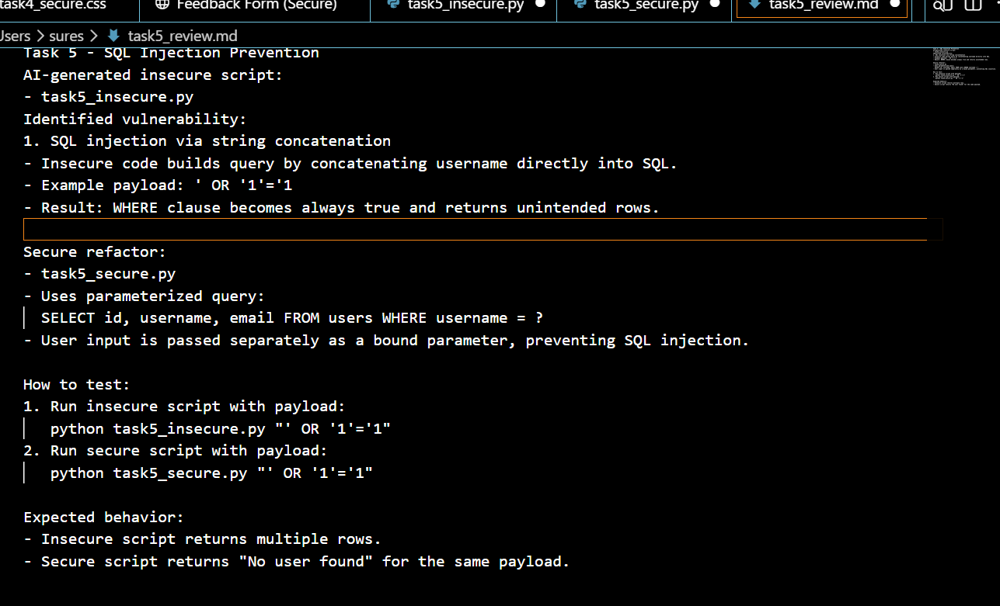 task4_secure.css
Feedback Form (Secure)
task5_insecure.py
task5_secure.py
task5_review.md
Users > sures > task5_review.md
Task 5 - SQL Injection Prevention
AI-generated insecure script:
- task5_insecure.py
Identified vulnerability:
1. SQL injection via string concatenation
- Insecure code builds query by concatenating username directly into SQL.
- Example payload: ' OR '1'='1
- Result: WHERE clause becomes always true and returns unintended rows.
Secure refactor:
- task5_secure.py
- Uses parameterized query:
SELECT id, username, email FROM users WHERE username = ?
- User input is passed separately as a bound parameter, preventing SQL injection.
How to test:
1. Run insecure script with payload:
python task5_insecure.py "' OR '1'='1"
2. Run secure script with payload:
python task5_secure.py "' OR '1'='1"
Expected behavior:
- Insecure script returns multiple rows.
- Secure script returns "No user found" for the same payload.